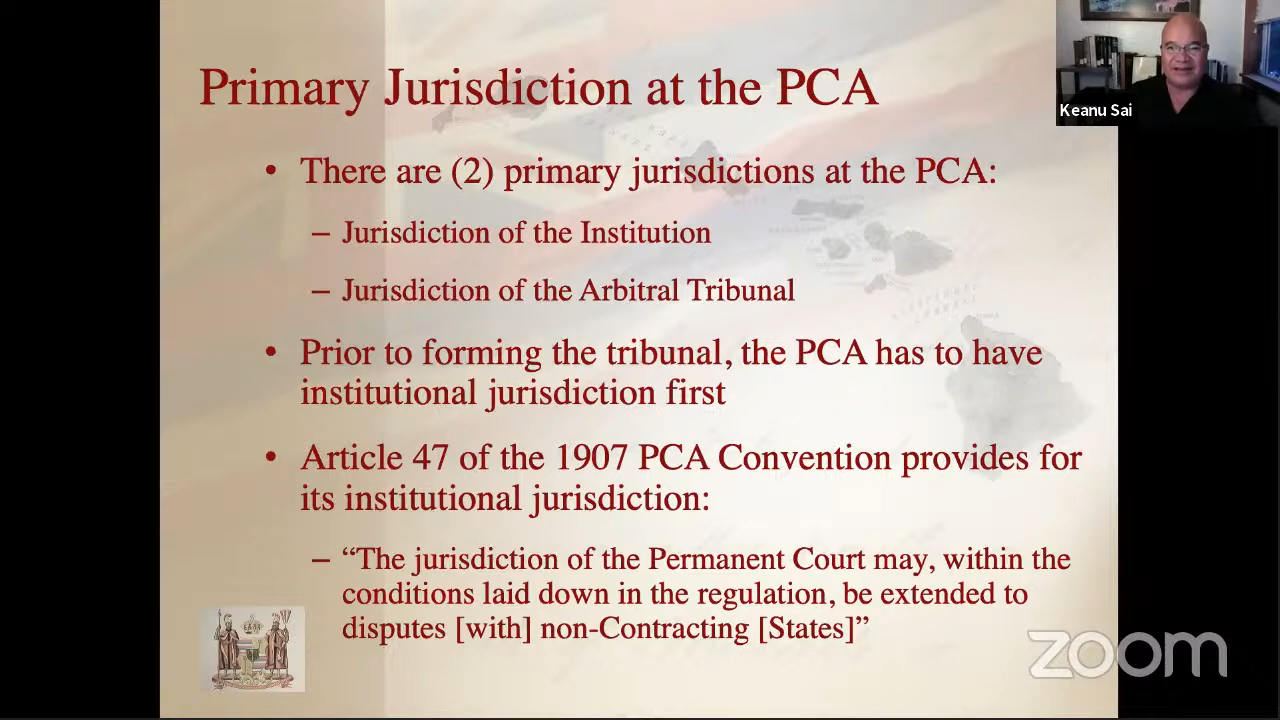 Primary Jurisdiction at the PCA
Keanu Sai
• There are (2) primary jurisdictions at the PCA:
– Jurisdiction of the Institution
– Jurisdiction of the Arbitral Tribunal
• Prior to forming the tribunal, the PCA has to have
institutional jurisdiction first
• Article 47 of the 1907 PCA Convention provides for
its institutional jurisdiction:
– “The jurisdiction of the Permanent Court may, within the
conditions laid down in the regulation, be extended to
disputes [with] non-Contracting [States]”
zoom